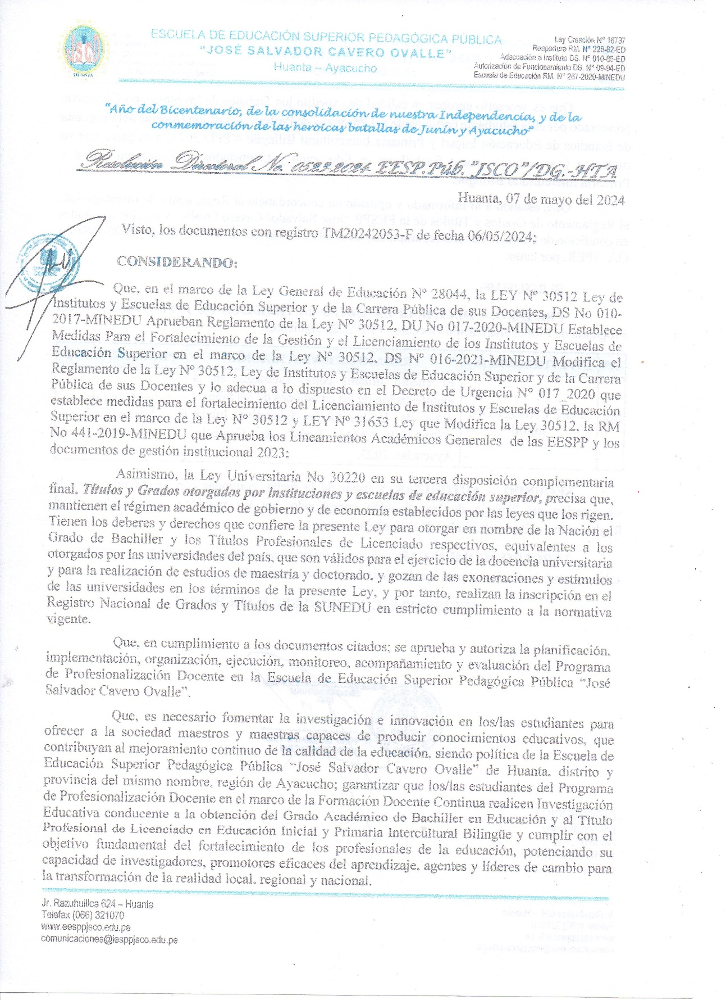 ESCUELA DE EDUCACIÓN SUPERIOR PEDAGÓGICA PUBLICA
"JOSÉ SALVADOR CAVERO OVALLE"
Huanta – Ayacucho
Ley Creación N° 16737
Reapertura RM. N° 228-82-ED
Adecuación a Instituto DS. N° 010-85-ED
Autorización de Funcionamiento DS. N° 09-94-ED
Escuela de Educación RM. N° 267-2020-MINEDU
HUANTA
"Año del Bicentenario, de la consolidación de nuestra Independencia, y de la
conmemoración de las heroicas batallas de Junín y Ayacucho"
Resolución Directoral No. 0523-2024 EESP.Púb."JSCO"/DG.-HTA
Huanta, 07 de mayo del 2024
Visto, los documentos con registro TM20242053-F de fecha 06/05/2024;
CONSIDERANDO:
Que, en el marco de la Ley General de Educación N° 28044, la LEY N° 30512 Ley de
Institutos y Escuelas de Educación Superior y de la Carrera Pública de sus Docentes, DS No 010-
2017-MINEDU Aprueban Reglamento de la Ley N° 30512, DU No 017-2020-MINEDU Establece
Medidas Para el Fortalecimiento de la Gestión y el Licenciamiento de los Institutos y Escuelas de
Educación Superior en el marco de la Ley N° 30512, DS N° 016-2021-MINEDU Modifica el
Reglamento de la Ley N° 30512, Ley de Institutos y Escuelas de Educación Superior y de la Carrera
Pública de sus Docentes y lo adecua a lo dispuesto en el Decreto de Urgencia N° 017_2020 que
establece medidas para el fortalecimiento del Licenciamiento de Institutos y Escuelas de Educación
Superior en el marco de la Ley N° 30512 y LEY N° 31653 Ley que Modifica la Ley 30512, la RM
No 441-2019-MINEDU que Aprueba los Lineamientos Académicos Generales de las EESPP y los
documentos de gestión institucional 2023;
Asimismo, la Ley Universitaria No 30220 en su tercera disposición complementaria
final, Títulos y Grados otorgados por instituciones y escuelas de educación superior, precisa que,
mantienen el régimen académico de gobierno y de economía establecidos por las leyes que los rigen.
Tienen los deberes y derechos que confiere la presente Ley para otorgar en nombre de la Nación el
Grado de Bachiller y los Títulos Profesionales de Licenciado respectivos, equivalentes a los
otorgados por las universidades del país, que son válidos para el ejercicio de la docencia universitaria
y para la realización de estudios de maestría y doctorado, y gozan de las exoneraciones y estímulos
de las universidades en los términos de la presente Ley, y por tanto, realizan la inscripción en el
Registro Nacional de Grados y Títulos de la SUNEDU en estricto cumplimiento a la normativa
vigente.
Que, en cumplimiento a los documentos citados; se aprueba y autoriza la planificación,
implementación, organización, ejecución, monitoreo, acompañamiento y evaluación del Programa
de Profesionalización Docente en la Escuela de Educación Superior Pedagógica Pública "José
Salvador Cavero Ovalle".
Que, es necesario fomentar la investigación e innovación en los/las estudiantes para
ofrecer a la sociedad maestros y maestras capaces de producir conocimientos educativos, que
contribuyan al mejoramiento continuo de la calidad de la educación, siendo política de la Escuela de
Educación Superior Pedagógica Pública "José Salvador Cavero Ovalle" de Huanta, distrito y
provincia del mismo nombre, región de Ayacucho; garantizar que los/las estudiantes del Programa
de Profesionalización Docente en el marco de la Formación Docente Continua realicen Investigación
Educativa conducente a la obtención del Grado Académico de Bachiller en Educación y al Título
Profesional de Licenciado en Educación Inicial y Primaria Intercultural Bilingüe y cumplir con el
objetivo fundamental del fortalecimiento de los profesionales de la educación, potenciando su
capacidad de investigadores, promotores eficaces del aprendizaje, agentes y líderes de cambio para
la transformación de la realidad local, regional y nacional.
Jr. Razuhuillca 624 – Huanta
Telefax (066) 321070
www.eesppjsco.edu.pe
comunicaciones@iesppjsco.edu.pe